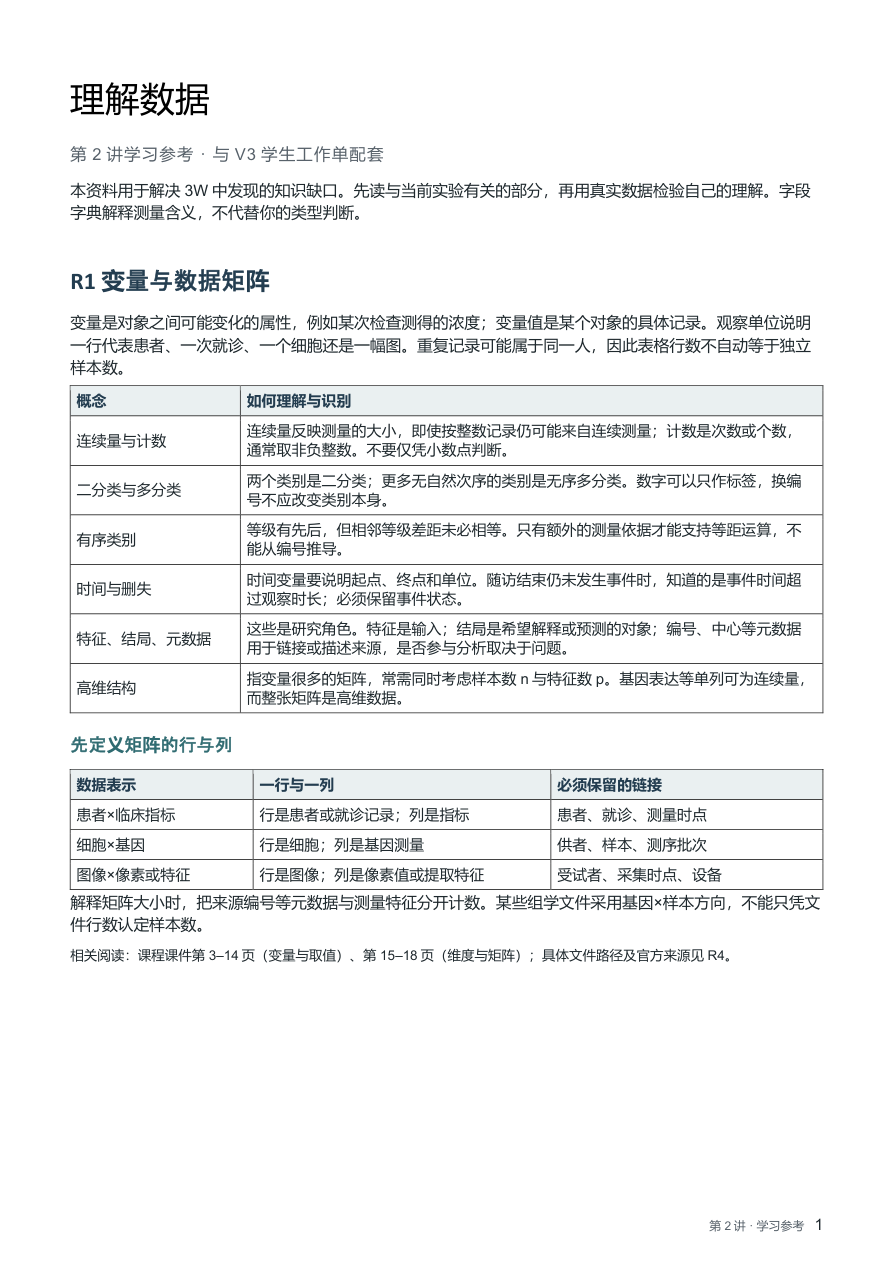 理解数据
第 2 讲学习参考 · 与 V3 学生工作单配套
本资料用于解决 3W 中发现的知识缺口。先读与当前实验有关的部分，再用真实数据检验自己的理解。字段
字典解释测量含义，不代替你的类型判断。
R1 变量与数据矩阵
变量是对象之间可能变化的属性，例如某次检查测得的浓度；变量值是某个对象的具体记录。观察单位说明
一行代表患者、一次就诊、一个细胞还是一幅图。重复记录可能属于同一人，因此表格行数不自动等于独立
样本数。
概念 如何理解与识别
连续量与计数 连续量反映测量的大小，即使按整数记录仍可能来自连续测量；计数是次数或个数，
通常取非负整数。不要仅凭小数点判断。
二分类与多分类 两个类别是二分类；更多无自然次序的类别是无序多分类。数字可以只作标签，换编
号不应改变类别本身。
有序类别 等级有先后，但相邻等级差距未必相等。只有额外的测量依据才能支持等距运算，不
能从编号推导。
时间与删失 时间变量要说明起点、终点和单位。随访结束仍未发生事件时，知道的是事件时间超
过观察时长；必须保留事件状态。
特征、结局、元数据 这些是研究角色。特征是输入；结局是希望解释或预测的对象；编号、中心等元数据
用于链接或描述来源，是否参与分析取决于问题。
高维结构 指变量很多的矩阵，常需同时考虑样本数 n 与特征数 p。基因表达等单列可为连续量，
而整张矩阵是高维数据。
先定义矩阵的行与列
数据表示 一行与一列 必须保留的链接
患者×临床指标 行是患者或就诊记录；列是指标 患者、就诊、测量时点
细胞×基因 行是细胞；列是基因测量 供者、样本、测序批次
图像×像素或特征 行是图像；列是像素值或提取特征 受试者、采集时点、设备
解释矩阵大小时，把来源编号等元数据与测量特征分开计数。某些组学文件采用基因×样本方向，不能只凭文
件行数认定样本数。
相关阅读：课程课件第 3–14 页（变量与取值）、第 15–18 页（维度与矩阵）；具体文件路径及官方来源见 R4。
第 2 讲 · 学习参考 1